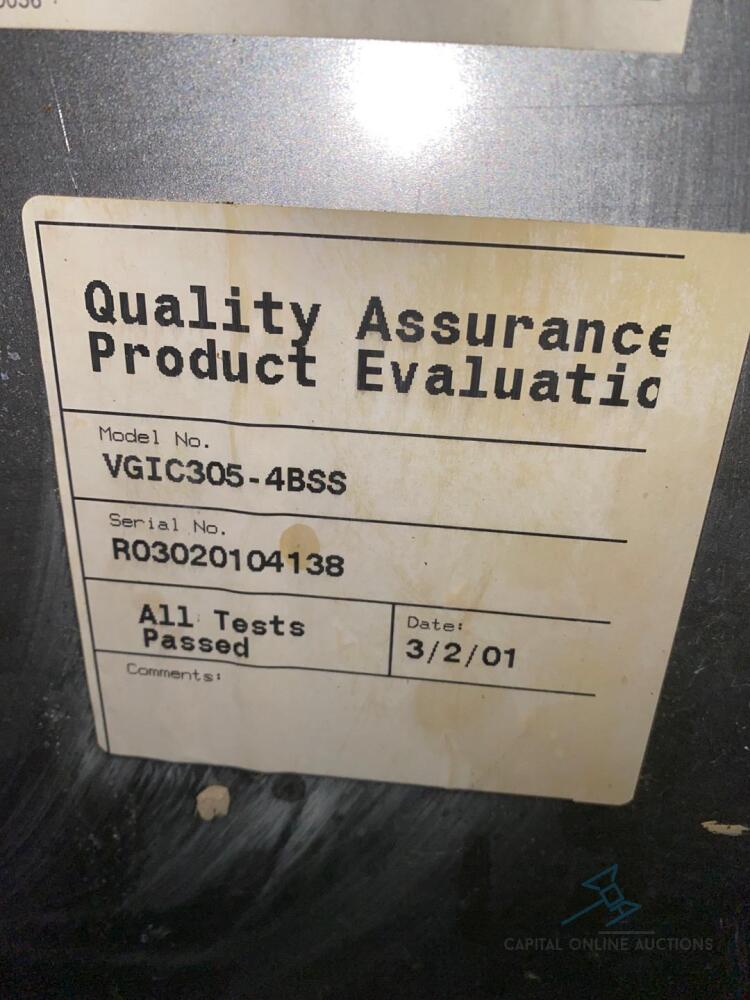 Quality Assurance
Product Evaluatio
Model No.
VGIC305-4BSS
Serial No.
R03020104138
All Tests
Passed
Date:
3/2/01
Comments:
CAPITAL ONLINE AUCTIONS